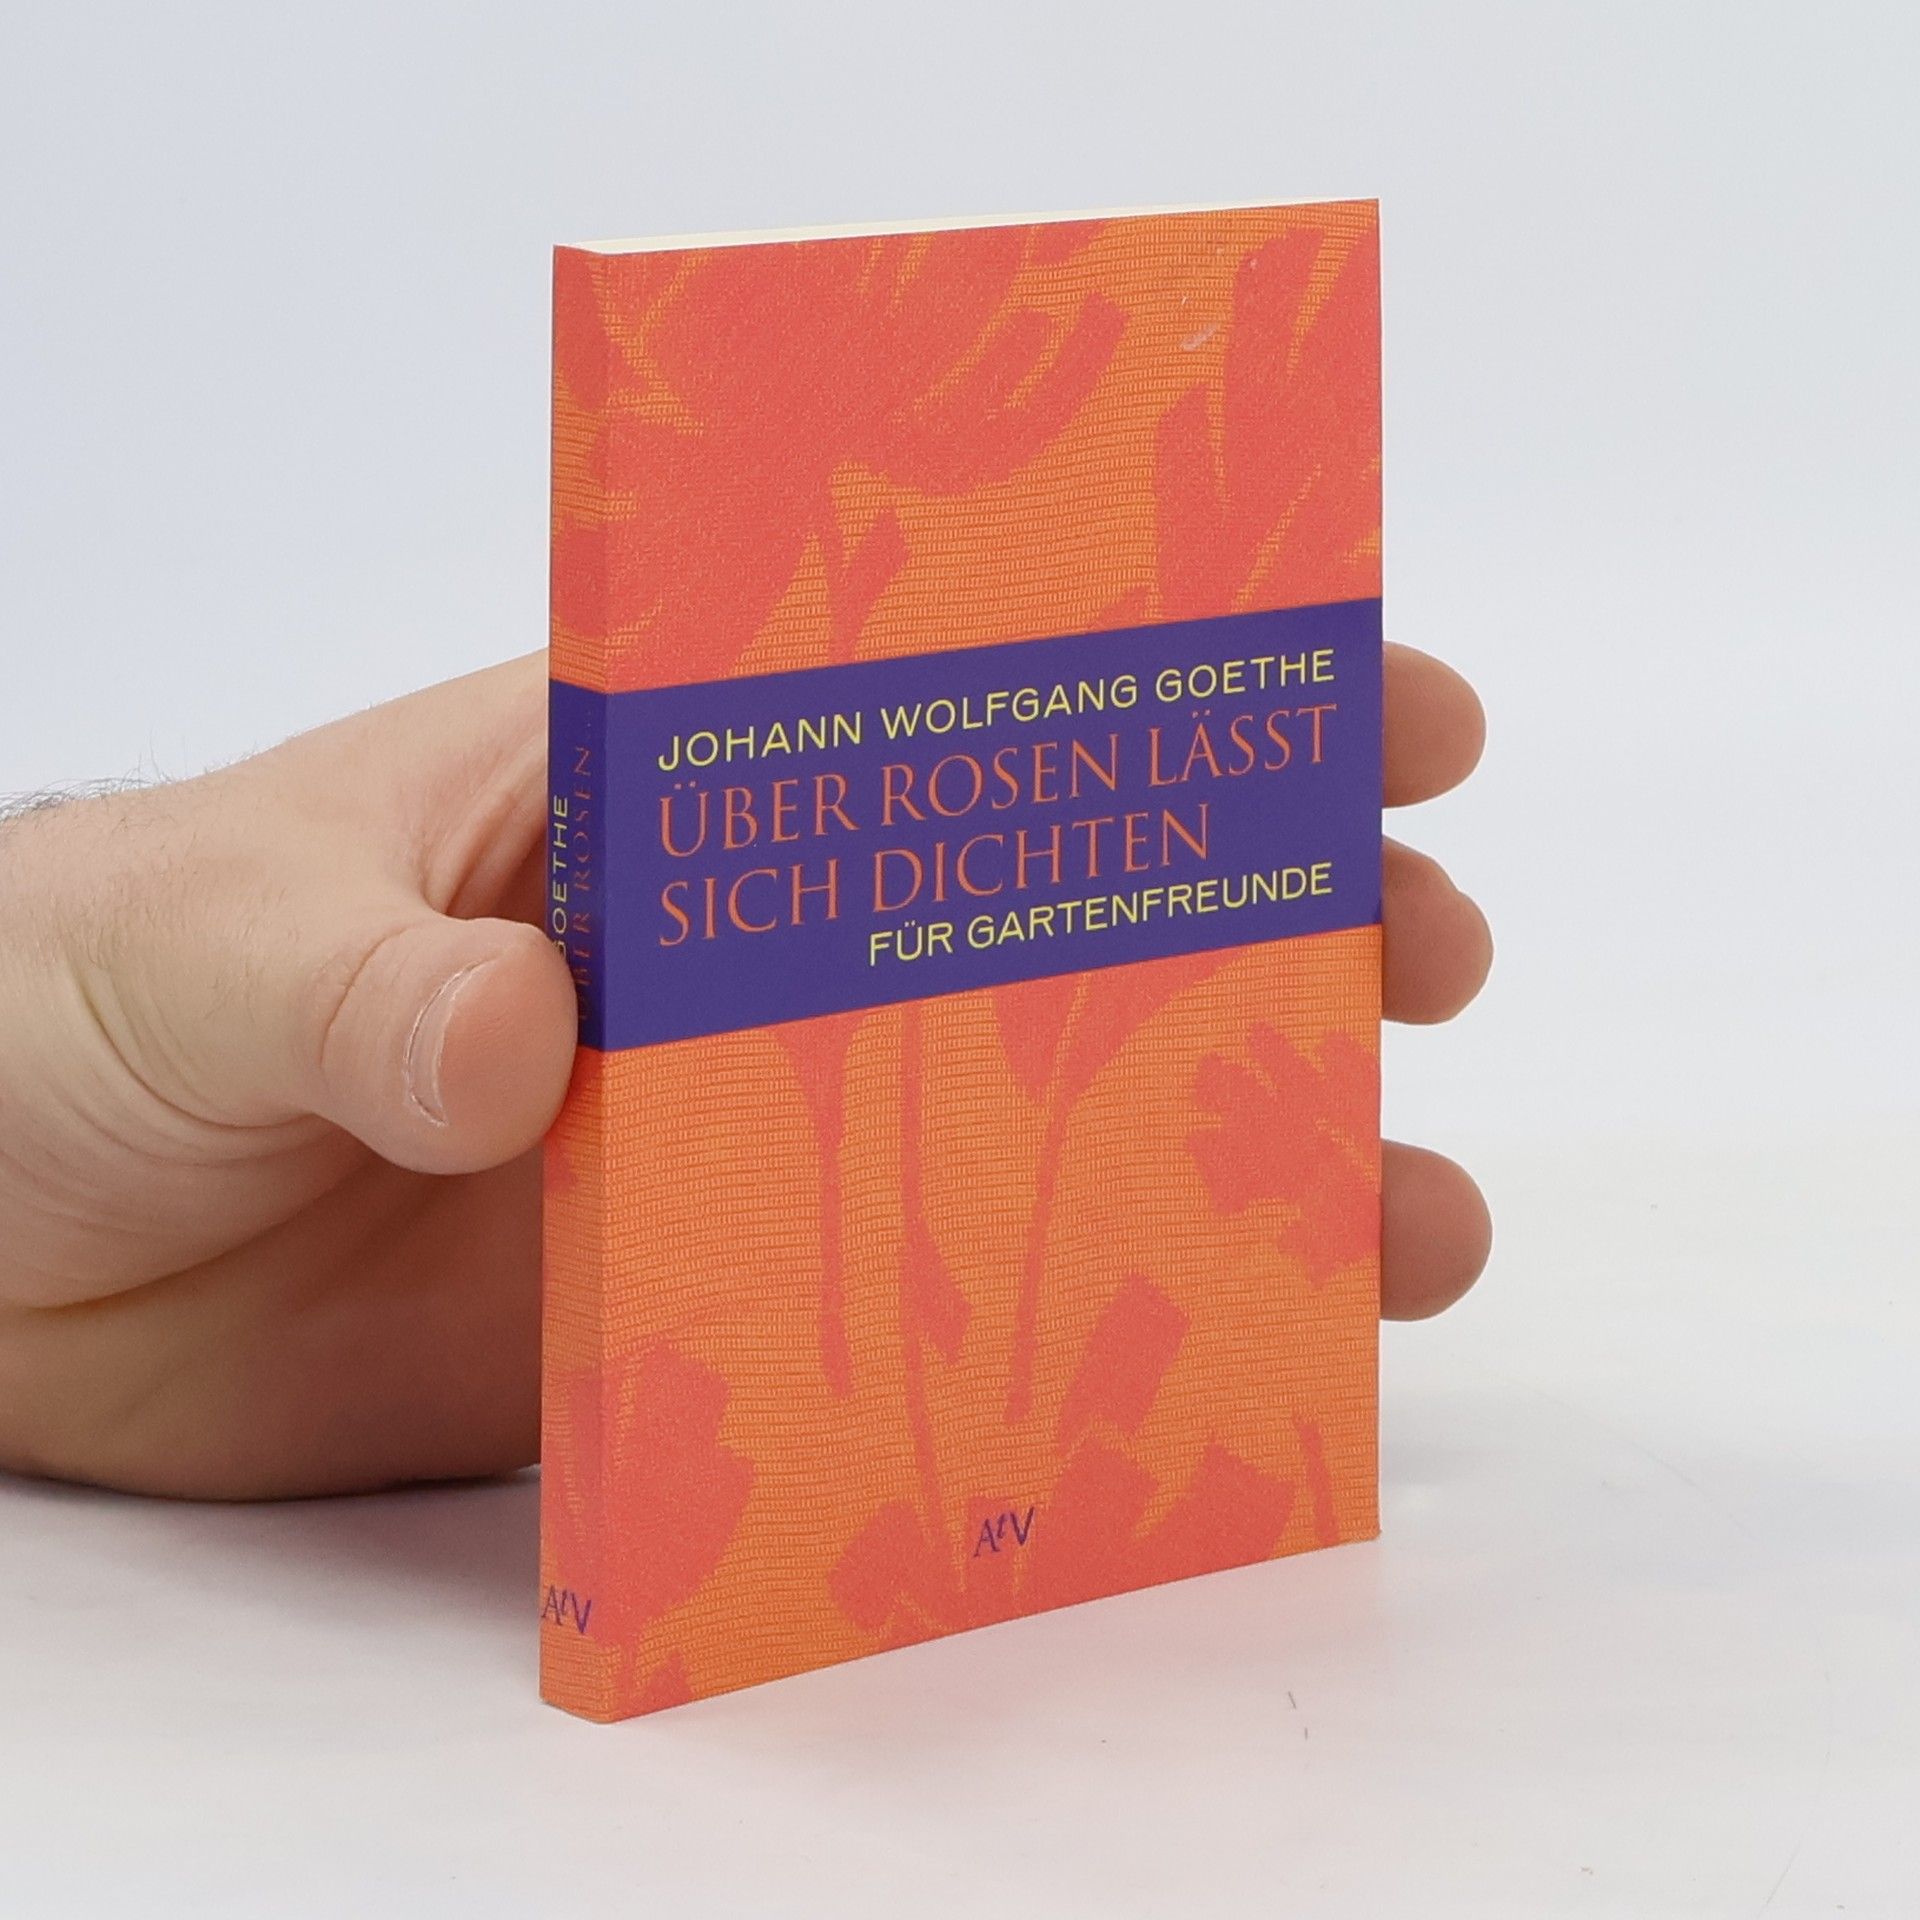 JOHANN WOLFGANG GOETHE
ÜBER ROSEN LÄSST
SICH DICHTEN
FÜR GARTENFREUNDE
AtV
GOETHE
ÜBER ROSEN...
AtV